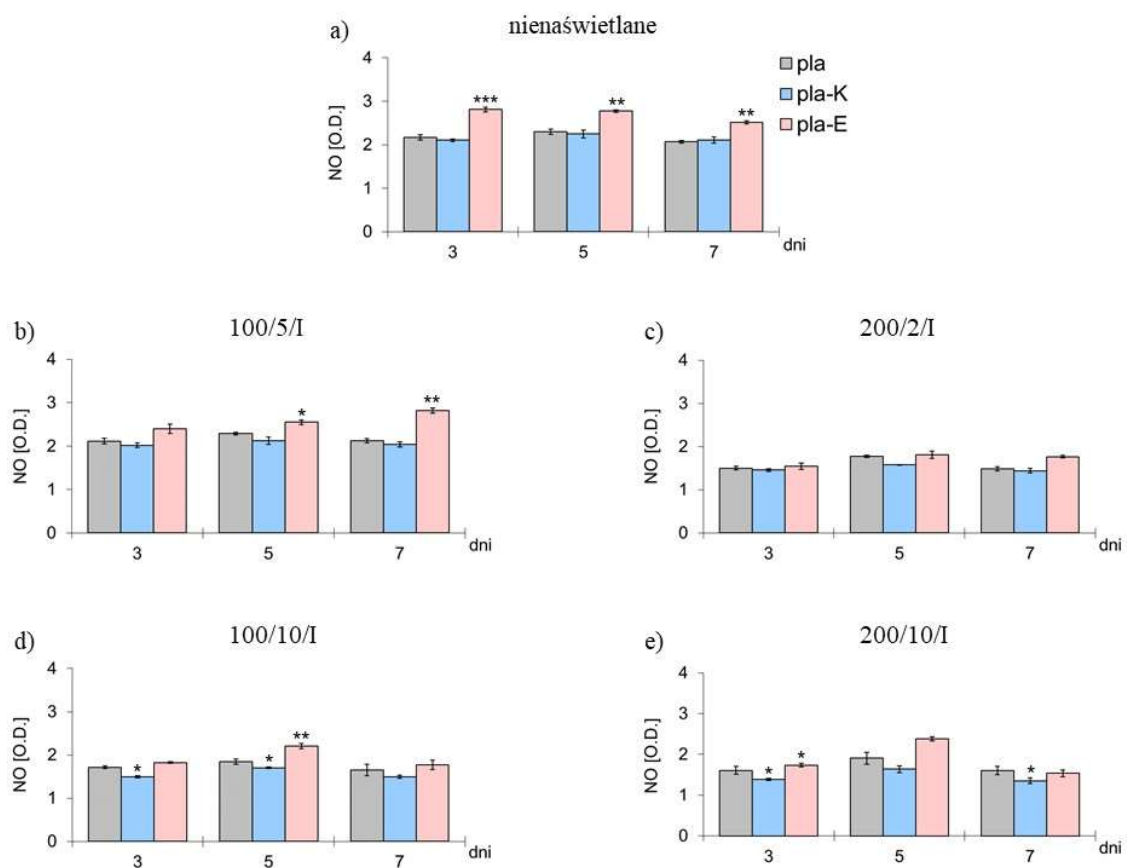 a) nienaświetlane
4
3
2
1
0
NO [O.D.]
*** ** **
3 5 7 dni
pla
pla-K
pla-E
b) 100/5/I
4
3
2
1
0
NO [O.D.]
* **
3 5 7 dni
c) 200/2/I
4
3
2
1
0
NO [O.D.]
3 5 7 dni
d) 100/10/I
4
3
2
1
0
NO [O.D.]
* * **
3 5 7 dni
e) 200/10/I
4
3
2
1
0
NO [O.D.]
* * *
3 5 7 dni